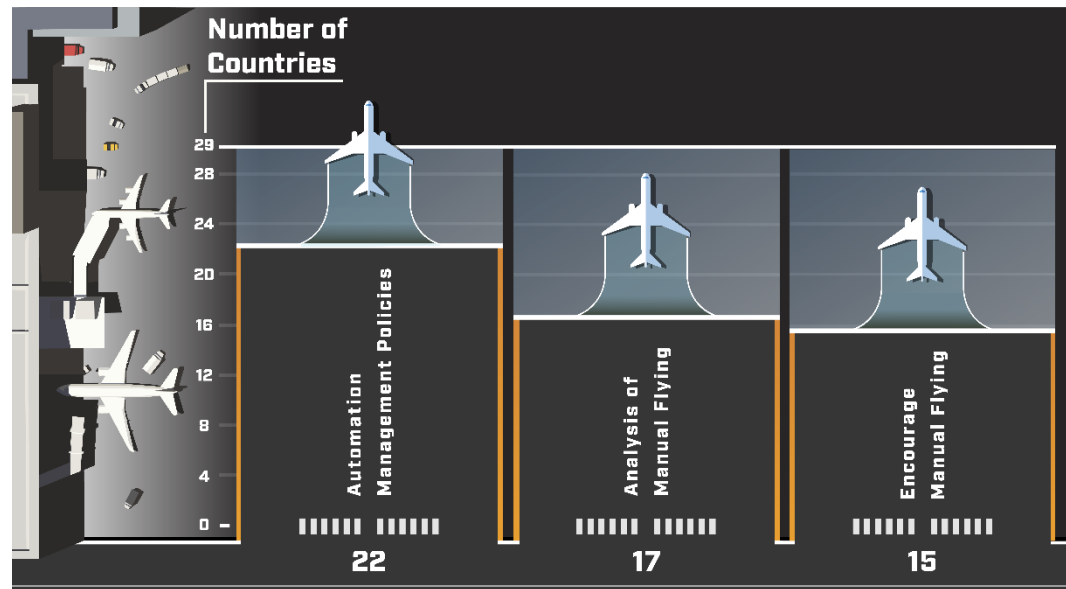 Number of
Countries
29
28
24
20
16
12
8
4
0
Automation
Management Policies
Analysis of
Manual Flying
Encourage
Manual Flying
22
17
15